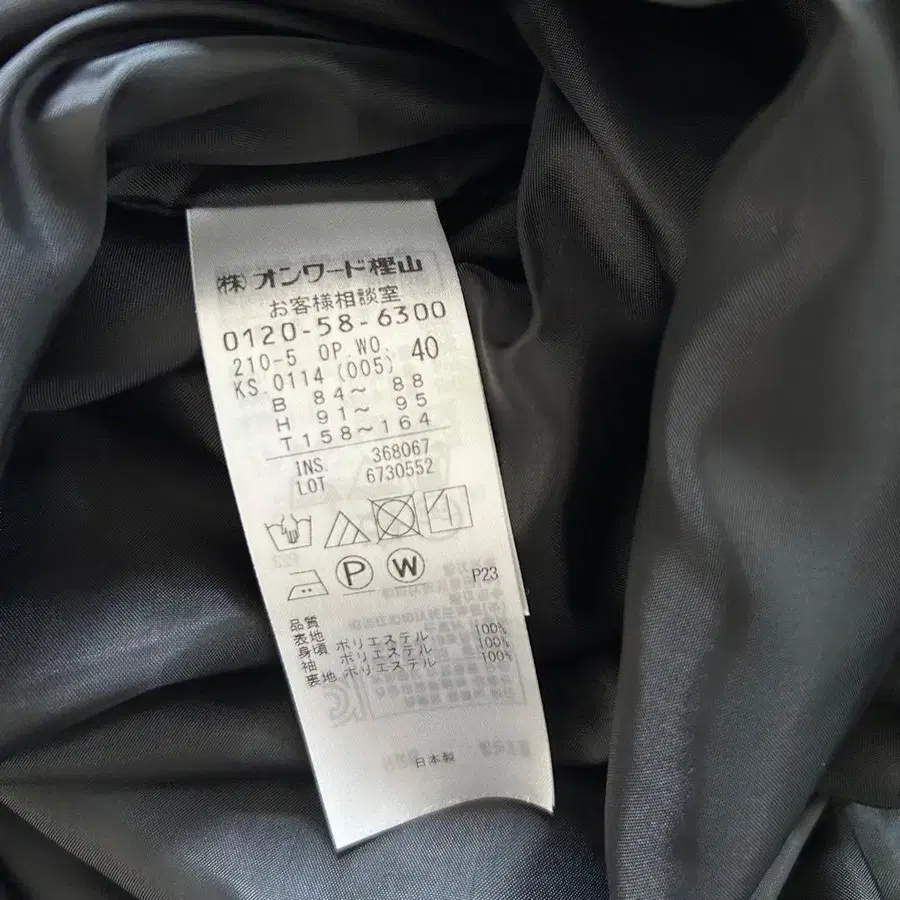 (株)オンワード樫山
お客様相談室
0120-58-6300
210-5 OP.WO. 40
KS.0114 (005)
B 84～ 88
H 91～ 95
T158～164
INS. 368067
LOT 6730552
P W P23
品質
表地
身頃 ポリエステル 100%
袖 ポリエステル 100%
裏地 ポリエステル 100%
日本製